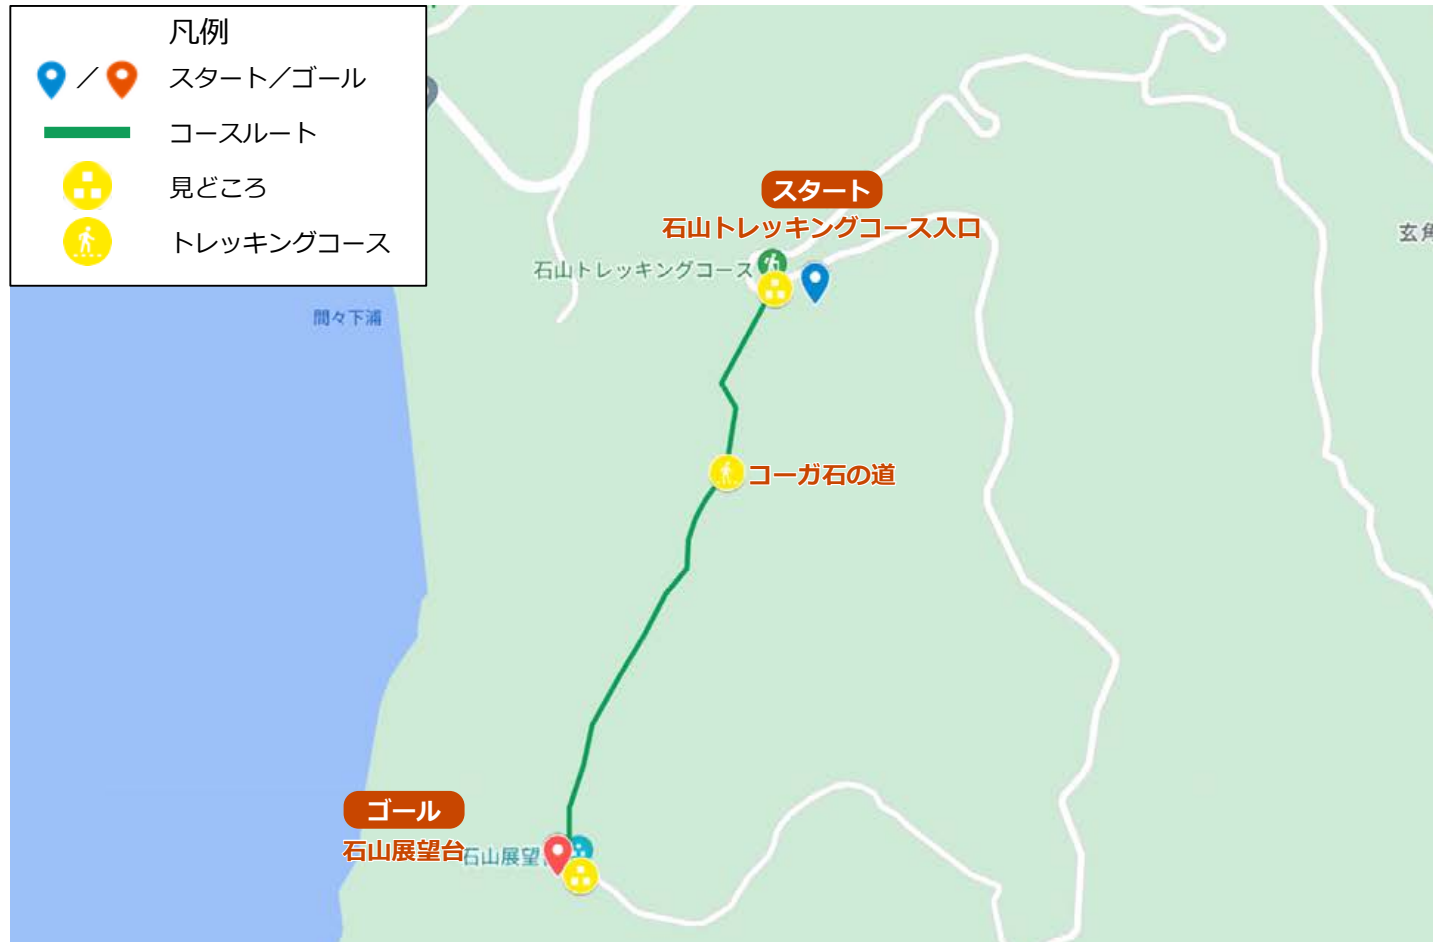 凡例
／ スタート／ゴール
コースルート
見どころ
トレッキングコース
スタート
石山トレッキングコース入口
玄角
石山トレッキングコース
間々下浦
コーガ石の道
ゴール
石山展望台
石山展望